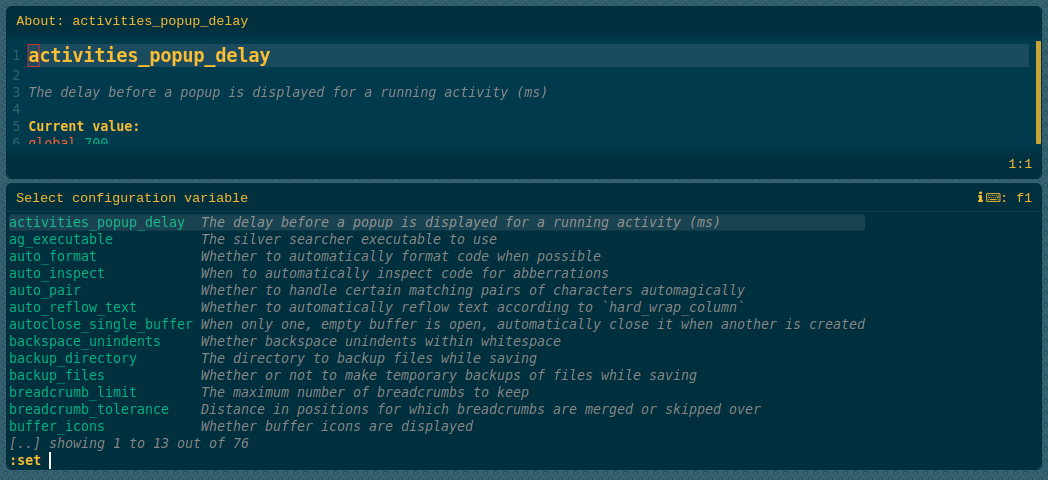 About: activities_popup_delay
1 activities_popup_delay
2
3 The delay before a popup is displayed for a running activity (ms)
4
5 Current value:
6 global 700
1:1
Select configuration variable : f1
activities_popup_delay The delay before a popup is displayed for a running activity (ms)
ag_executable The silver searcher executable to use
auto_format Whether to automatically format code when possible
auto_inspect When to automatically inspect code for abberrations
auto_pair Whether to handle certain matching pairs of characters automagically
auto_reflow_text Whether to automatically reflow text according to `hard_wrap_column`
autoclose_single_buffer When only one, empty buffer is open, automatically close it when another is created
backspace_unindents Whether backspace unindents within whitespace
backup_directory The directory to backup files while saving
backup_files Whether or not to make temporary backups of files while saving
breadcrumb_limit The maximum number of breadcrumbs to keep
breadcrumb_tolerance Distance in positions for which breadcrumbs are merged or skipped over
buffer_icons Whether buffer icons are displayed
[..] showing 1 to 13 out of 76
:set